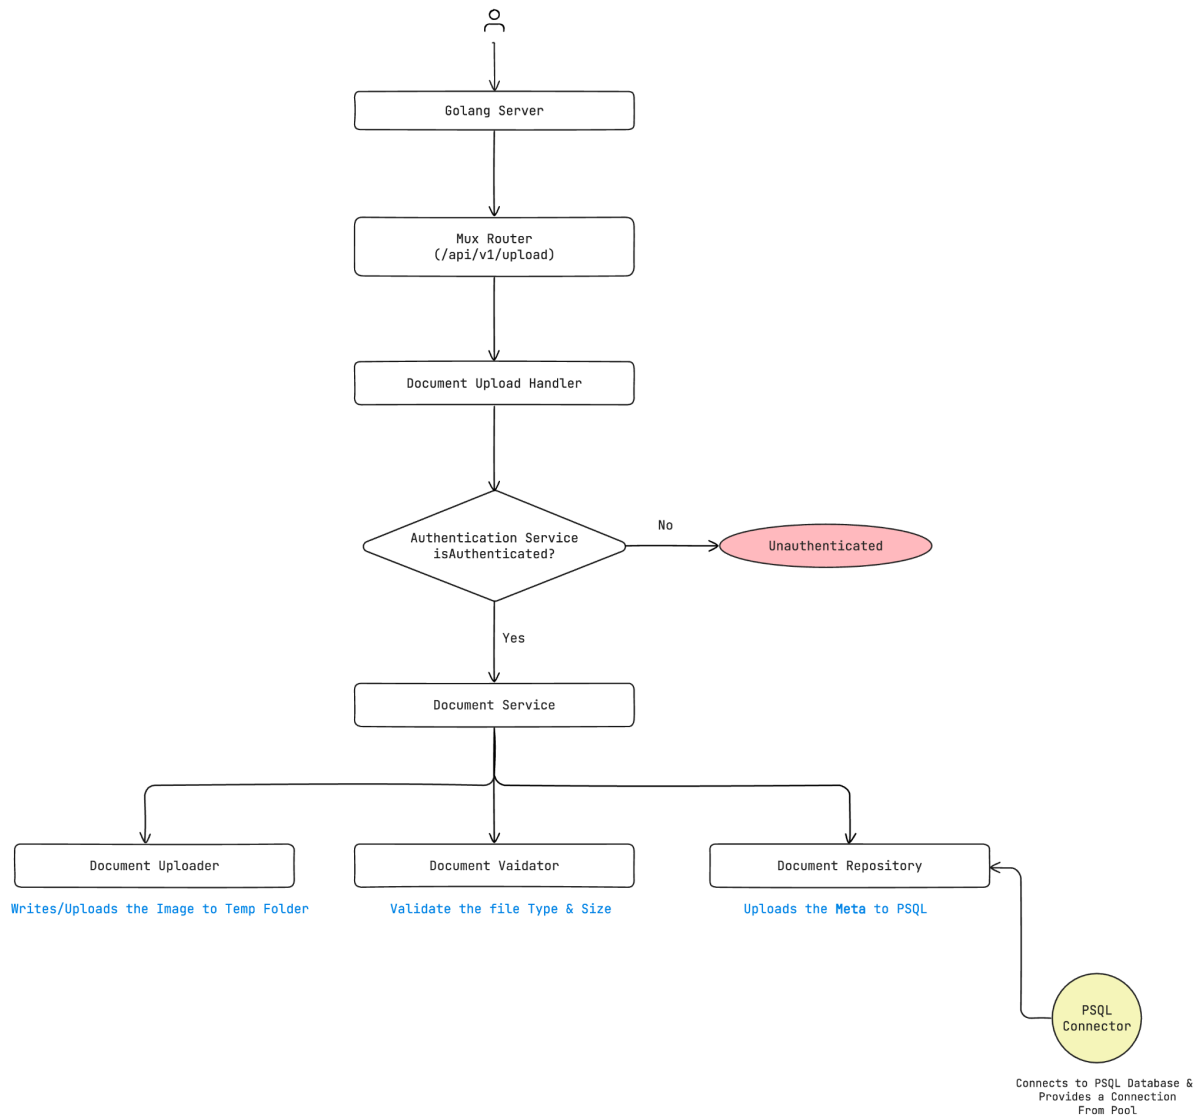 Golang Server
Mux Router
(/api/v1/upload)
Document Upload Handler
Authentication Service
isAuthenticated?
No
Unauthenticated
Yes
Document Service
Document Uploader
Document Vaidator
Document Repository
Writes/Uploads the Image to Temp Folder
Validate the file Type & Size
Uploads the Meta to PSQL
PSQL
Connector
Connects to PSQL Database &
Provides a Connection
From Pool